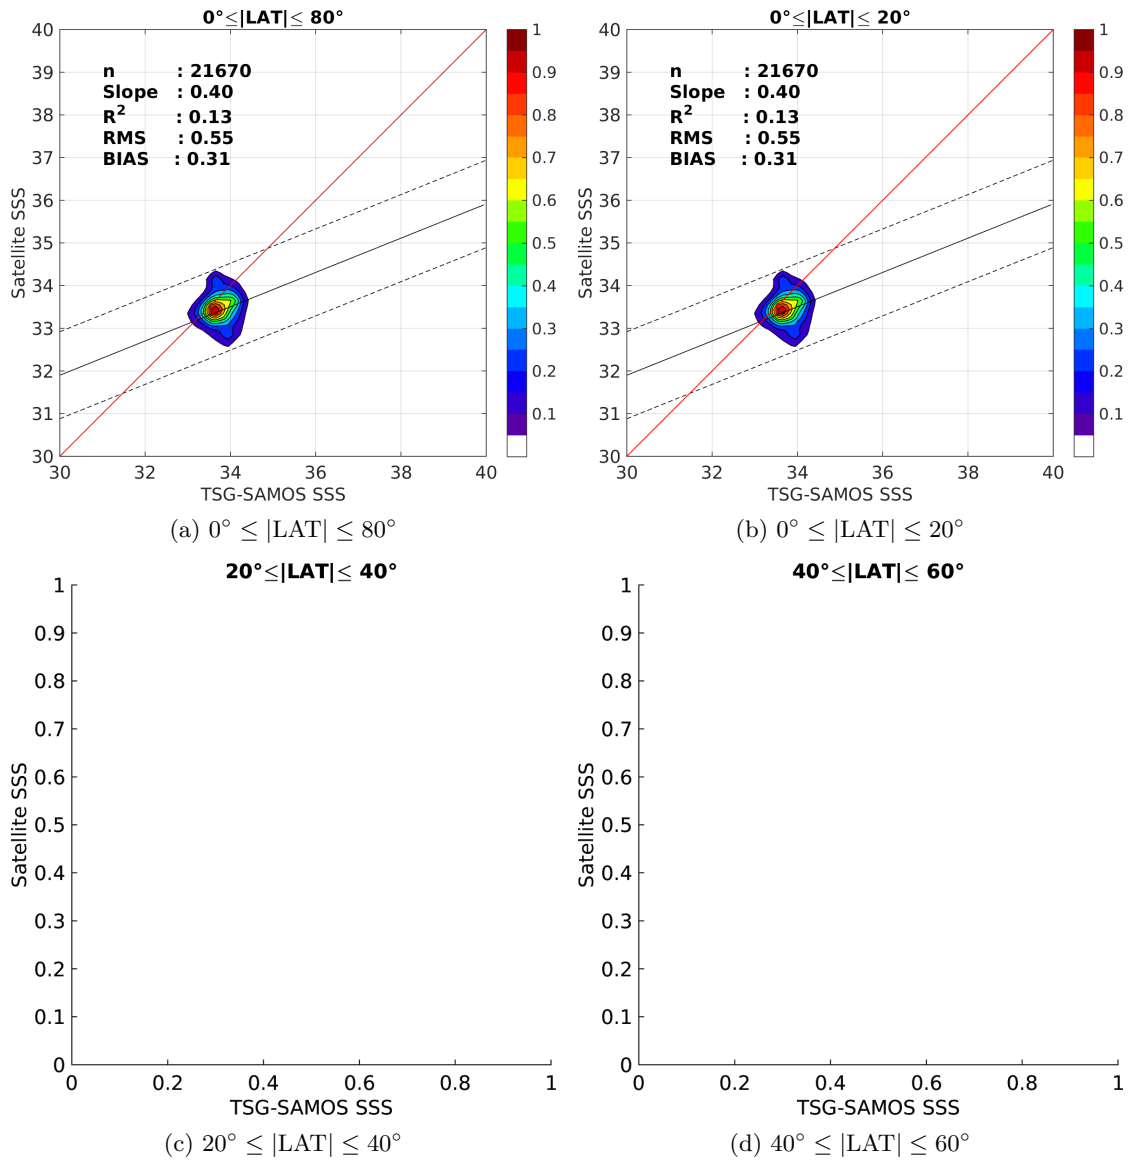 0°≤|LAT|≤ 80°
40
39
38
37
36
35
34
33
32
31
30
Satellite SSS
n : 21670
Slope : 0.40
R² : 0.13
RMS : 0.55
BIAS : 0.31
30 32 34 36 38 40
TSG-SAMOS SSS
1
0.9
0.8
0.7
0.6
0.5
0.4
0.3
0.2
0.1
(a) 0° ≤ |LAT| ≤ 80°
0°≤|LAT|≤ 20°
40
39
38
37
36
35
34
33
32
31
30
Satellite SSS
n : 21670
Slope : 0.40
R² : 0.13
RMS : 0.55
BIAS : 0.31
30 32 34 36 38 40
TSG-SAMOS SSS
1
0.9
0.8
0.7
0.6
0.5
0.4
0.3
0.2
0.1
(b) 0° ≤ |LAT| ≤ 20°
20°≤|LAT|≤ 40°
1
0.9
0.8
0.7
0.6
0.5
0.4
0.3
0.2
0.1
0
Satellite SSS
0 0.2 0.4 0.6 0.8 1
TSG-SAMOS SSS
(c) 20° ≤ |LAT| ≤ 40°
40°≤|LAT|≤ 60°
1
0.9
0.8
0.7
0.6
0.5
0.4
0.3
0.2
0.1
0
Satellite SSS
0 0.2 0.4 0.6 0.8 1
TSG-SAMOS SSS
(d) 40° ≤ |LAT| ≤ 60°